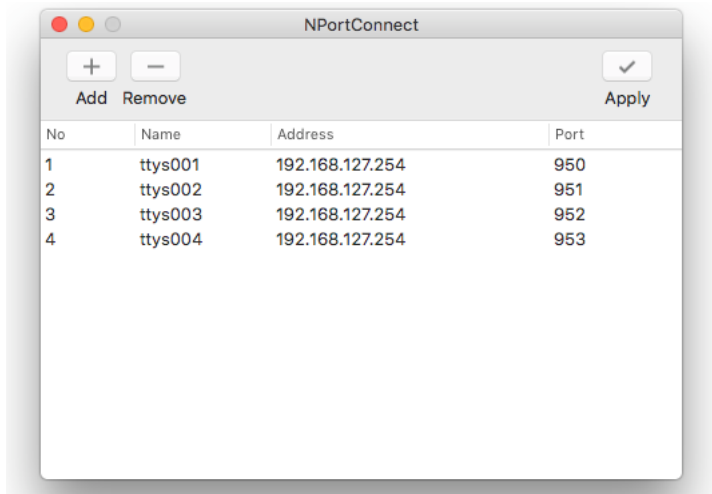 NPortConnect
Add Remove Apply
No Name Address Port
1 ttys001 192.168.127.254 950
2 ttys002 192.168.127.254 951
3 ttys003 192.168.127.254 952
4 ttys004 192.168.127.254 953